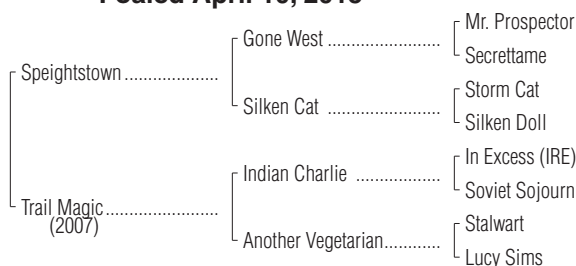 April
Mr. Prospector
Gone West
Secrettame
Speightstown
Storm Cat
Silken Cat
Silken Doll
In Excess (IRE)
Indian Charlie
Soviet Sojourn
Trail Magic
(2007)
Stalwart
Another Vegetarian
Lucy Sims